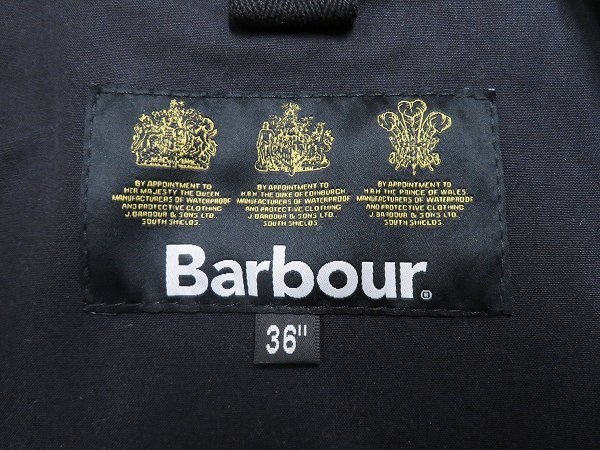 BY APPOINTMENT TO
HER MAJESTY THE QUEEN
MANUFACTURERS OF WATERPROOF
AND PROTECTIVE CLOTHING
J. BARBOUR & SONS LTD.
SOUTH SHIELDS.
BY APPOINTMENT TO
H.R.H. THE DUKE OF EDINBURGH
MANUFACTURERS OF WATERPROOF
AND PROTECTIVE CLOTHING
J. BARBOUR & SONS LTD.
SOUTH SHIELDS.
BY APPOINTMENT TO
H.R.H. THE PRINCE OF WALES
MANUFACTURERS OF WATERPROOF
AND PROTECTIVE CLOTHING
J. BARBOUR & SONS LTD.
SOUTH SHIELDS.
Barbour.®
36"